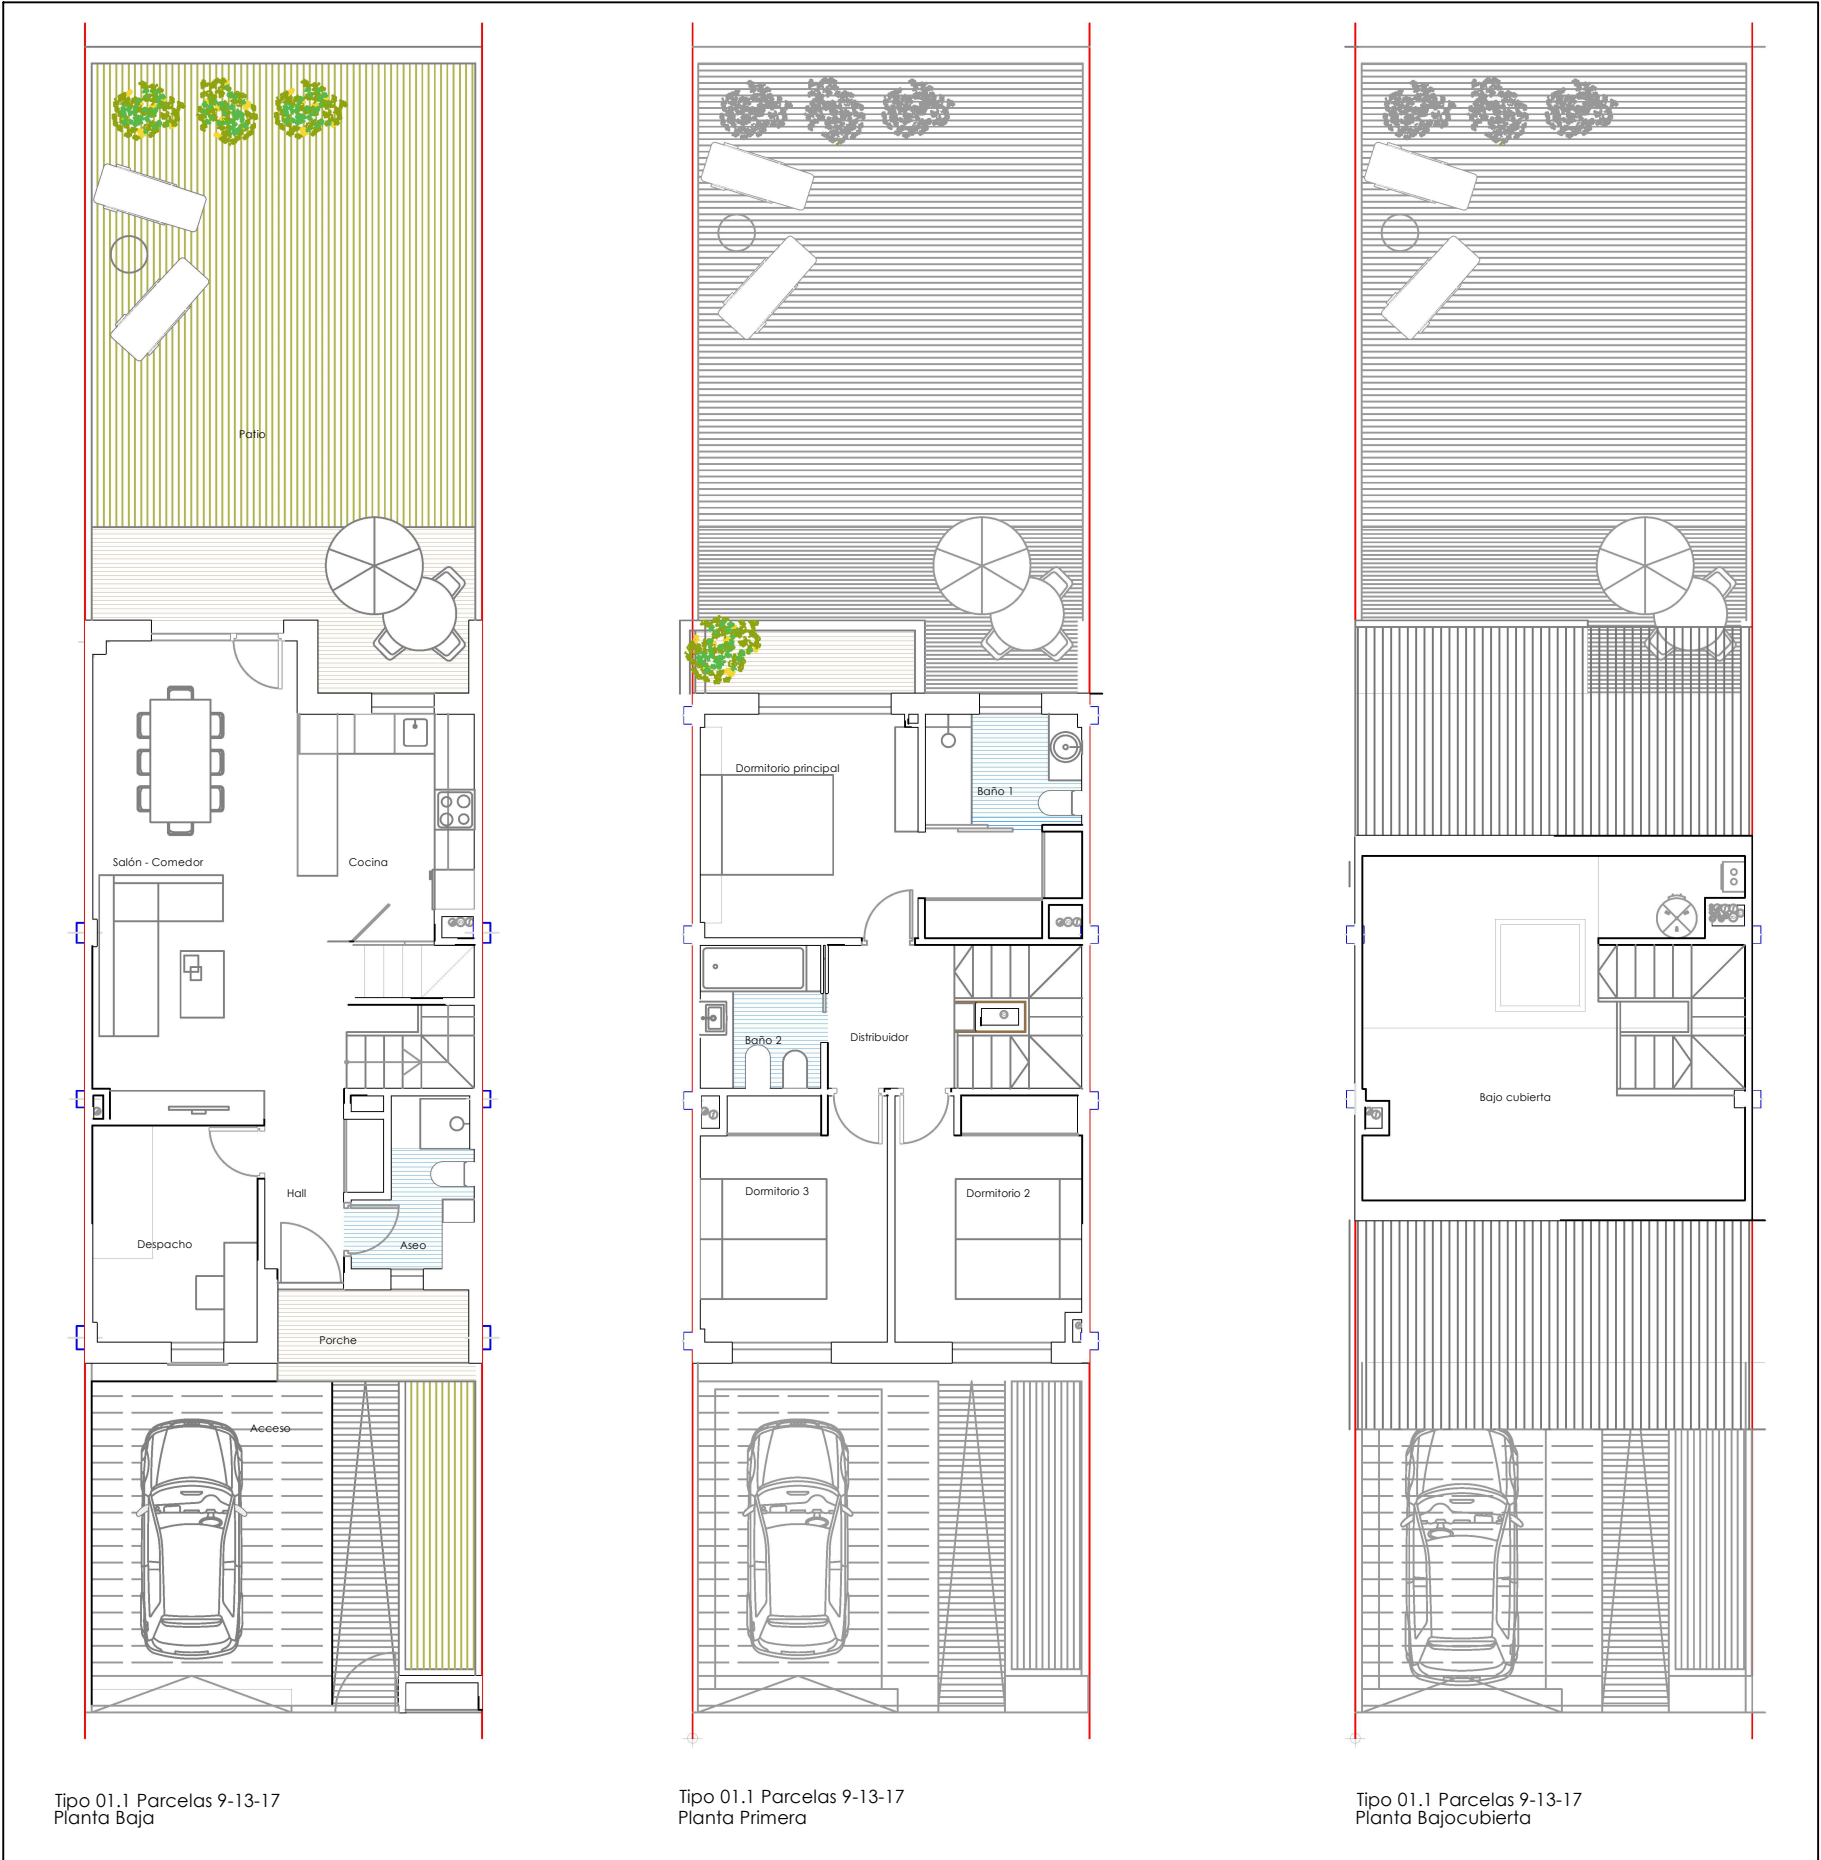 Patio
Salón - Comedor
Cocina
Hall
Despacho
Aseo
Porche
Acceso
Tipo 01.1 Parcelas 9-13-17
Planta Baja
Dormitorio principal
Baño 1
Baño 2
Distribuidor
Dormitorio 3
Dormitorio 2
Tipo 01.1 Parcelas 9-13-17
Planta Primera
Bajo cubierta
Tipo 01.1 Parcelas 9-13-17
Planta Bajocubierta